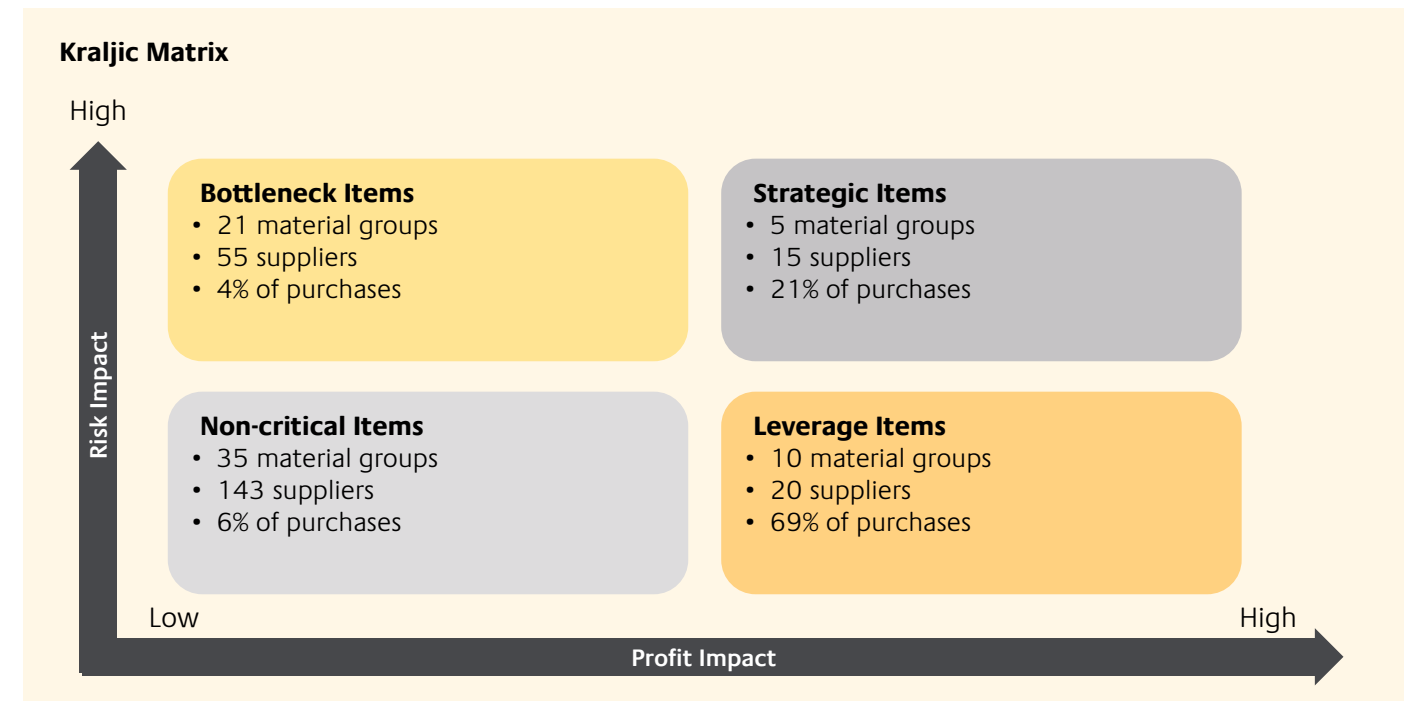 Kraljic Matrix
High
Risk Impact
Bottleneck Items
• 21 material groups
• 55 suppliers
• 4% of purchases
Strategic Items
• 5 material groups
• 15 suppliers
• 21% of purchases
Non-critical Items
• 35 material groups
• 143 suppliers
• 6% of purchases
Leverage Items
• 10 material groups
• 20 suppliers
• 69% of purchases
Low
High
Profit Impact